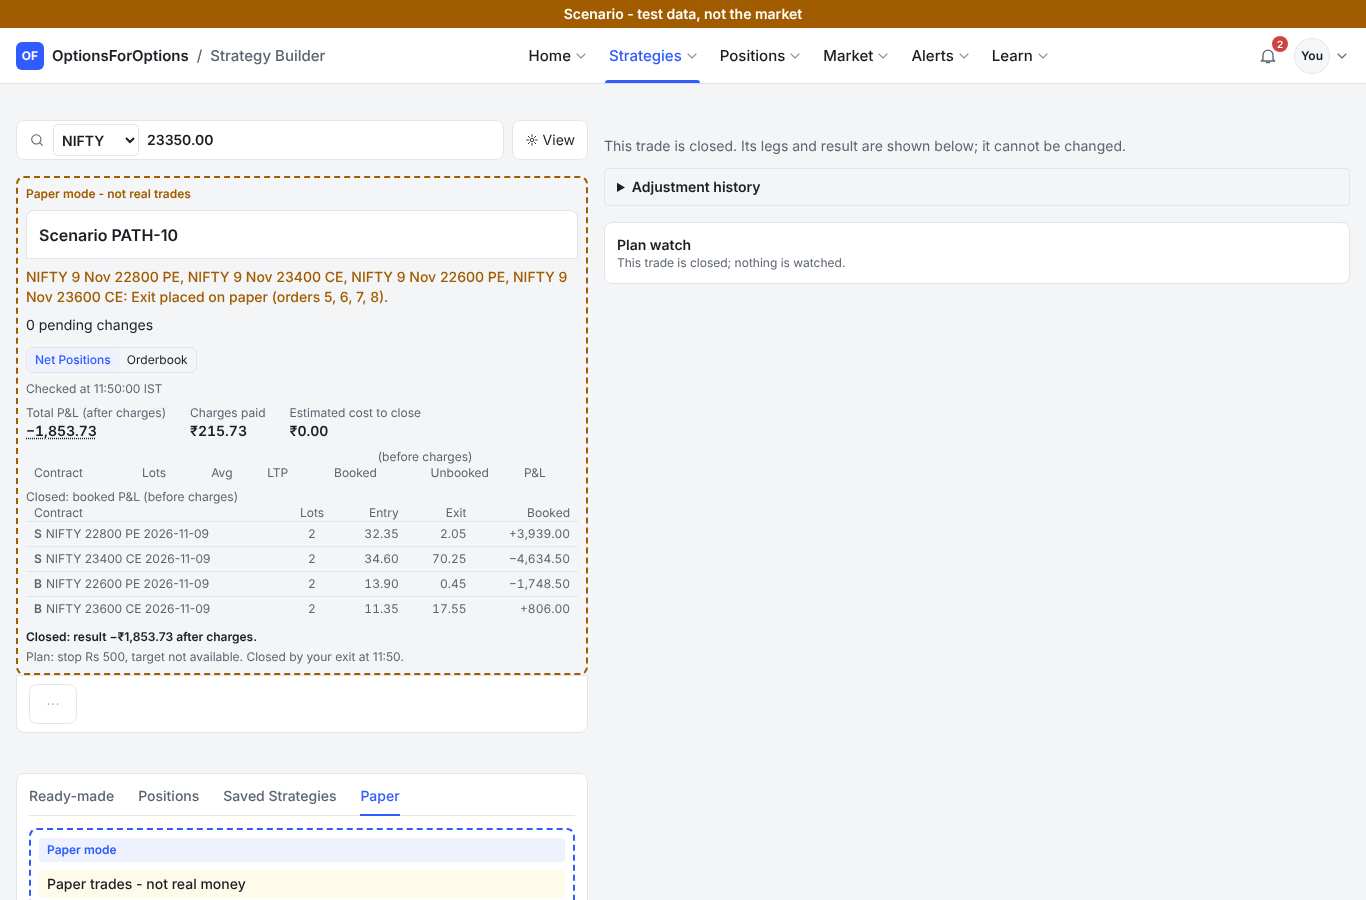 Scenario - test data, not the market
OF OptionsForOptions / Strategy Builder
Home Strategies Positions Market Alerts Learn
2
You
NIFTY 23350.00
View
Paper mode - not real trades
Scenario PATH-10
NIFTY 9 Nov 22800 PE, NIFTY 9 Nov 23400 CE, NIFTY 9 Nov 22600 PE, NIFTY 9
Nov 23600 CE: Exit placed on paper (orders 5, 6, 7, 8).
0 pending changes
Net Positions Orderbook
Checked at 11:50:00 IST
Total P&L (after charges) Charges paid Estimated cost to close
−1,853.73 ₹215.73 ₹0.00
(before charges)
Contract Lots Avg LTP Booked Unbooked P&L
Closed: booked P&L (before charges)
Contract Lots Entry Exit Booked
S NIFTY 22800 PE 2026-11-09 2 32.35 2.05 +3,939.00
S NIFTY 23400 CE 2026-11-09 2 34.60 70.25 −4,634.50
B NIFTY 22600 PE 2026-11-09 2 13.90 0.45 −1,748.50
B NIFTY 23600 CE 2026-11-09 2 11.35 17.55 +806.00
Closed: result −₹1,853.73 after charges.
Plan: stop Rs 500, target not available. Closed by your exit at 11:50.
...
This trade is closed. Its legs and result are shown below; it cannot be changed.
Adjustment history
Plan watch
This trade is closed; nothing is watched.
Ready-made Positions Saved Strategies Paper
Paper mode
Paper trades - not real money